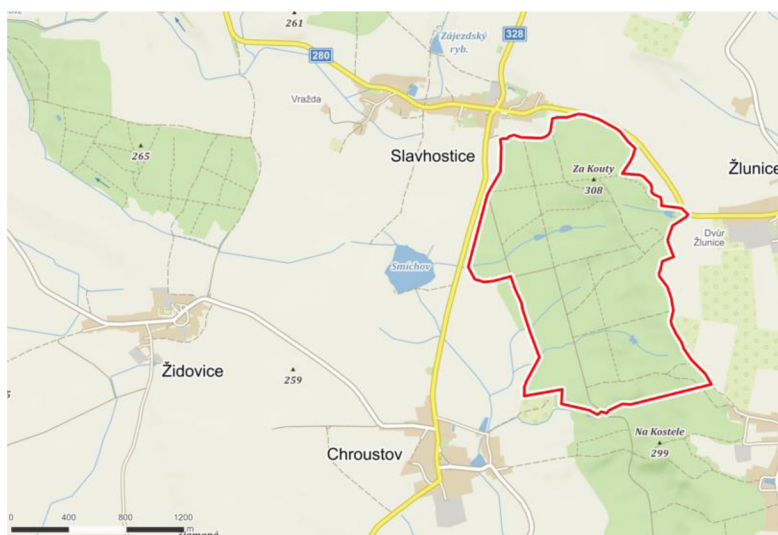 261
Zájezdský
ryb.
328
280
Vražda
265
Slavhostice
Za Kouty
308
Žlunice
Dvůr
Žlunice
Smíchov
Židovice
259
Chroustov
Na Kostele
299
0 400 800 1200
m